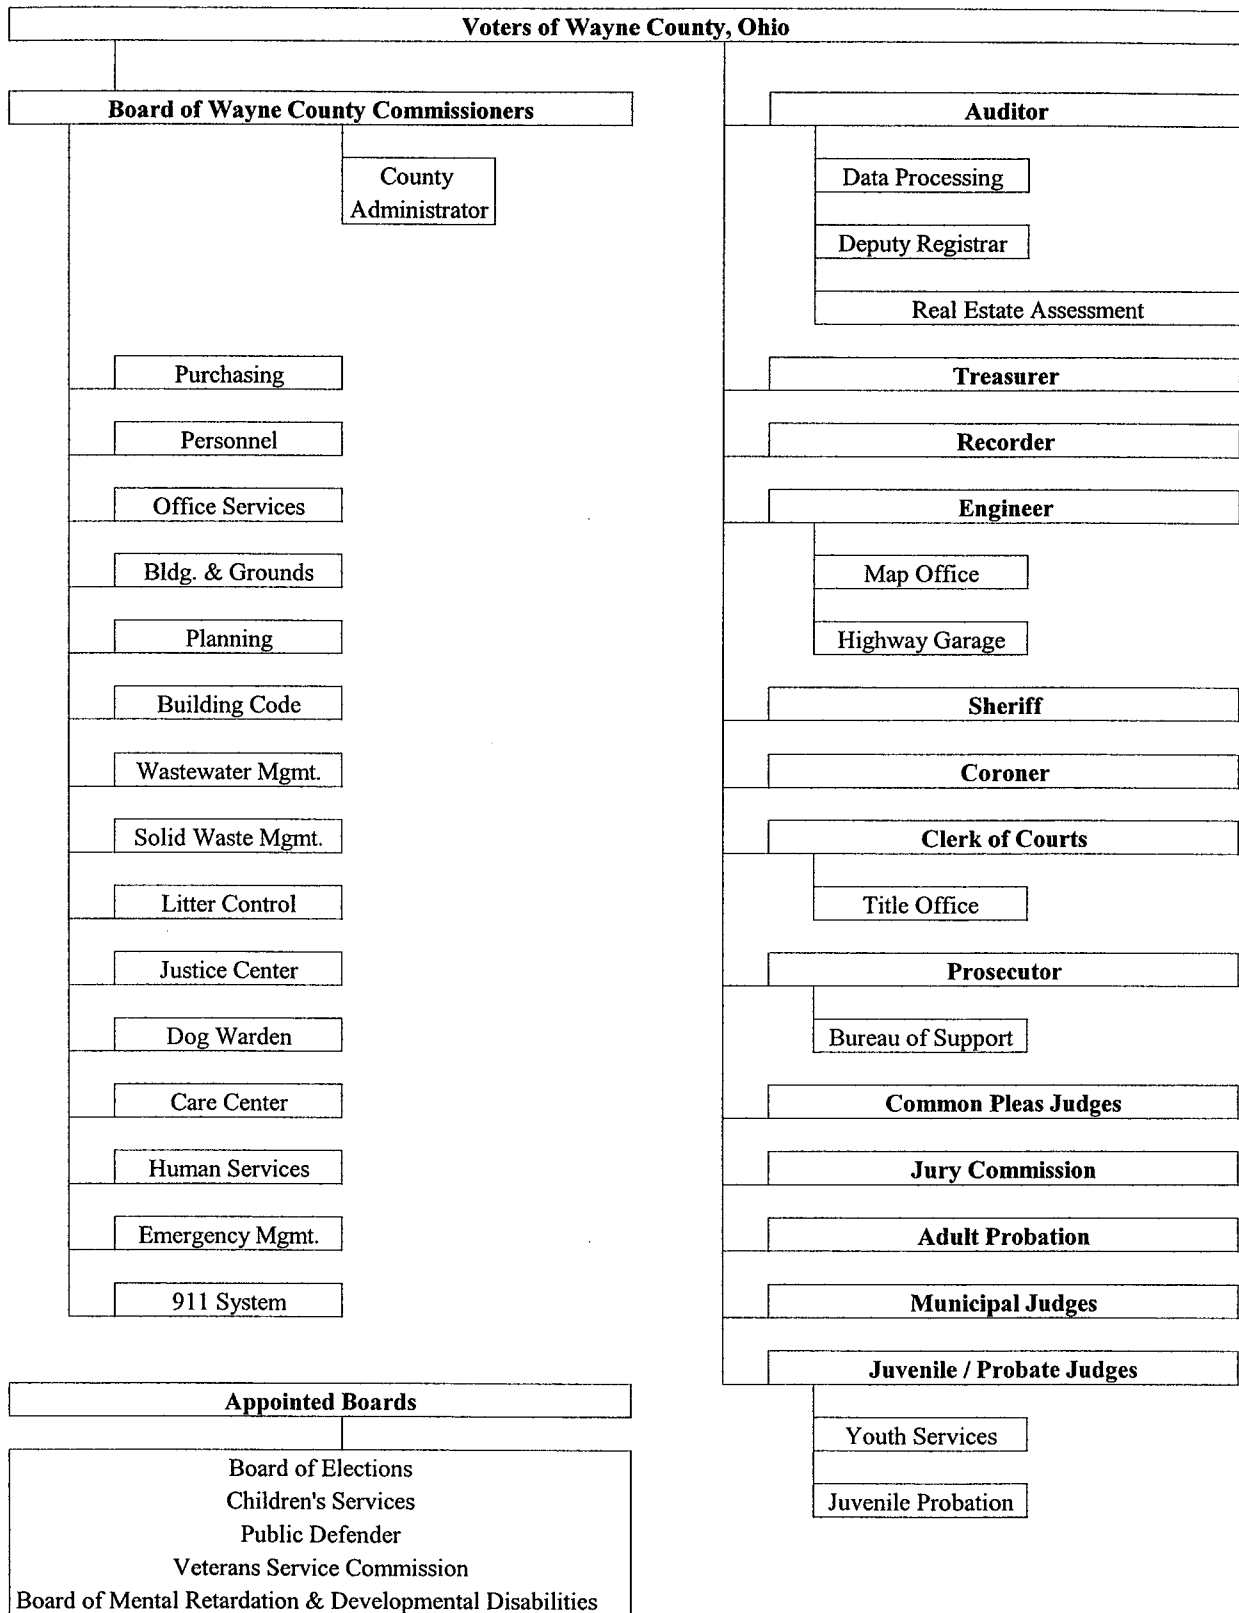 Voters of Wayne County, Ohio
Board of Wayne County Commissioners
County
Administrator
Purchasing
Personnel
Office Services
Bldg. & Grounds
Planning
Building Code
Wastewater Mgmt.
Solid Waste Mgmt.
Litter Control
Justice Center
Dog Warden
Care Center
Human Services
Emergency Mgmt.
911 System
Appointed Boards
Board of Elections
Children's Services
Public Defender
Veterans Service Commission
Board of Mental Retardation & Developmental Disabilities
Auditor
Data Processing
Deputy Registrar
Real Estate Assessment
Treasurer
Recorder
Engineer
Map Office
Highway Garage
Sheriff
Coroner
Clerk of Courts
Title Office
Prosecutor
Bureau of Support
Common Pleas Judges
Jury Commission
Adult Probation
Municipal Judges
Juvenile / Probate Judges
Youth Services
Juvenile Probation